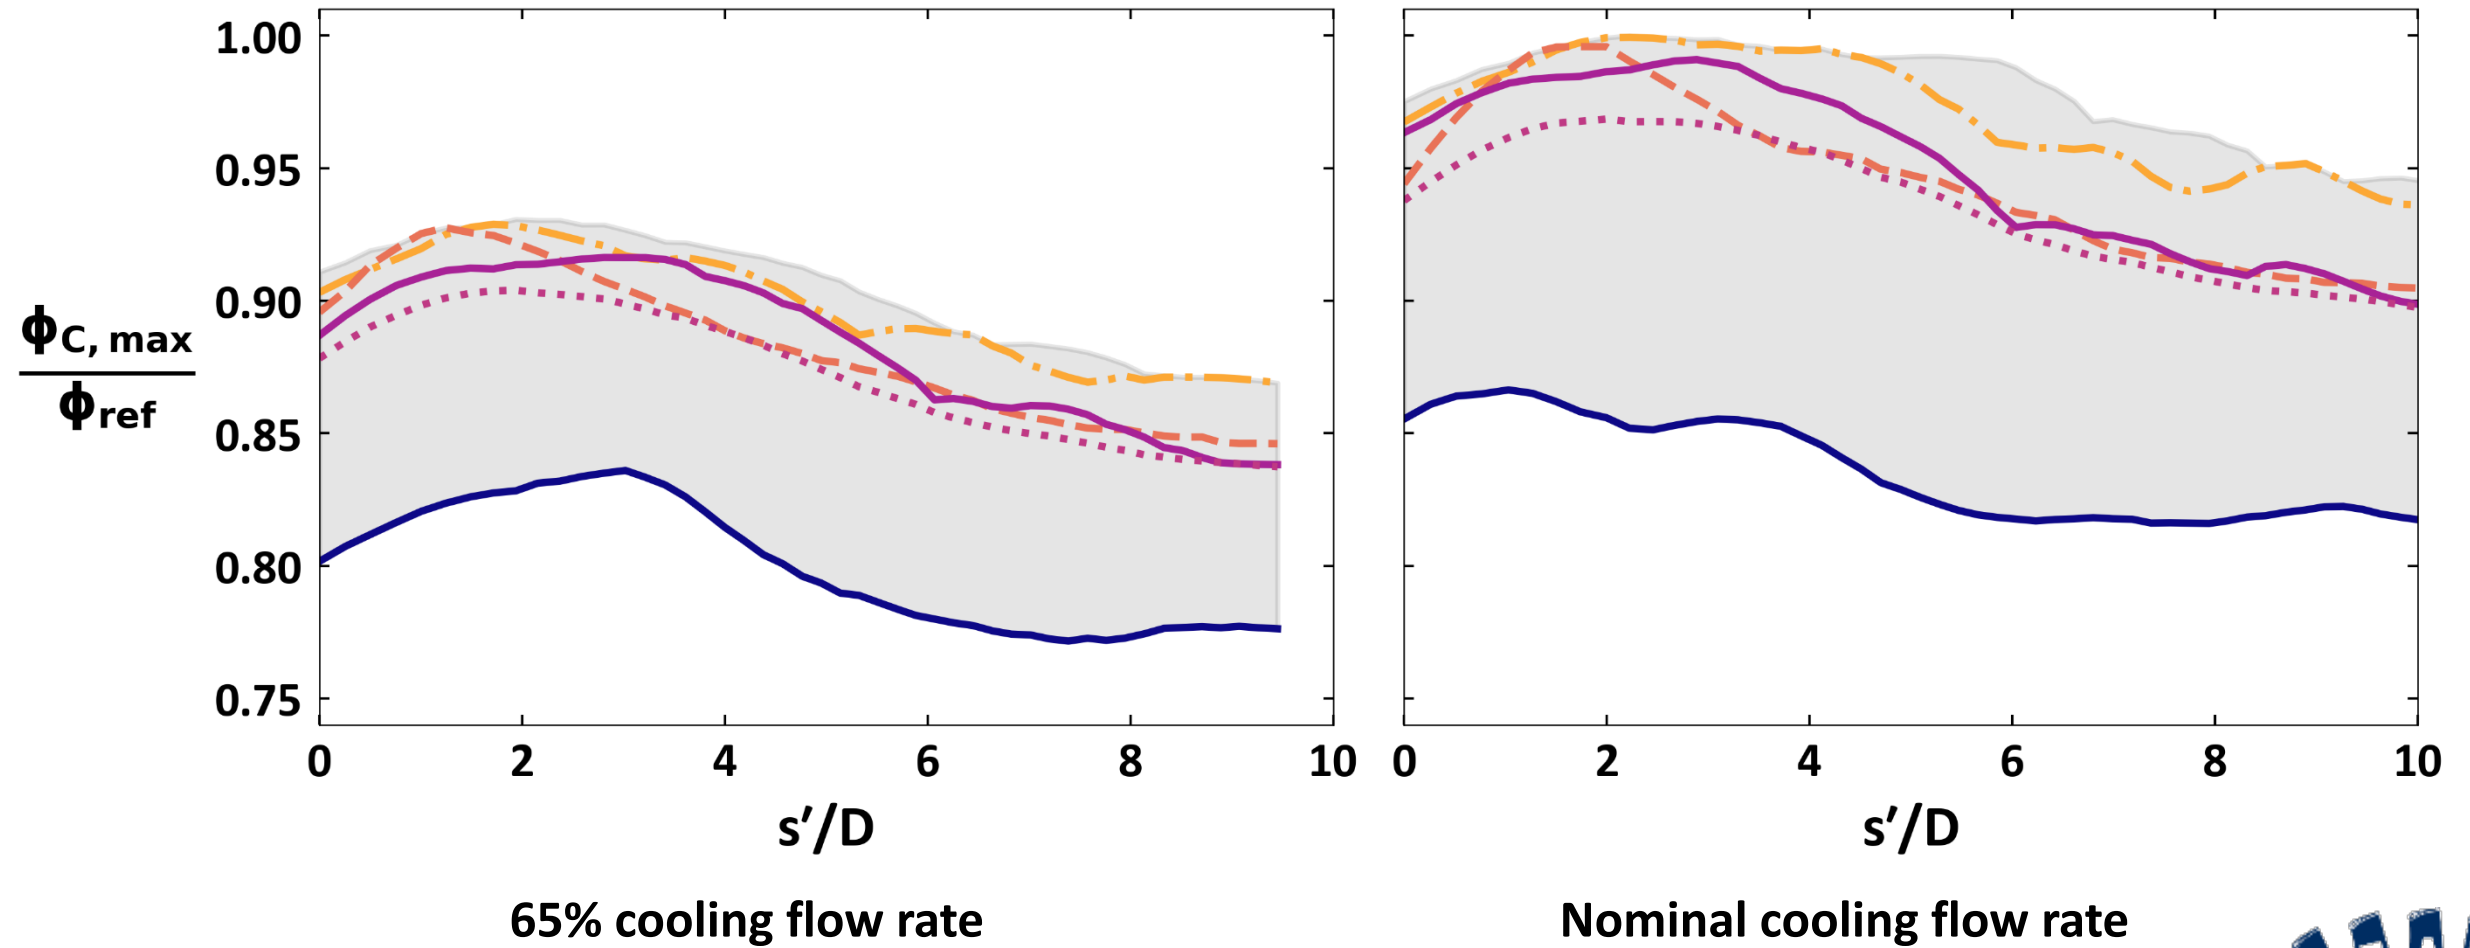 1.00
0.95
0.90
0.85
0.80
0.75
ϕC, max
ϕref
0 2 4 6 8 10
0 2 4 6 8 10
s′/D
s′/D
65% cooling flow rate
Nominal cooling flow rate